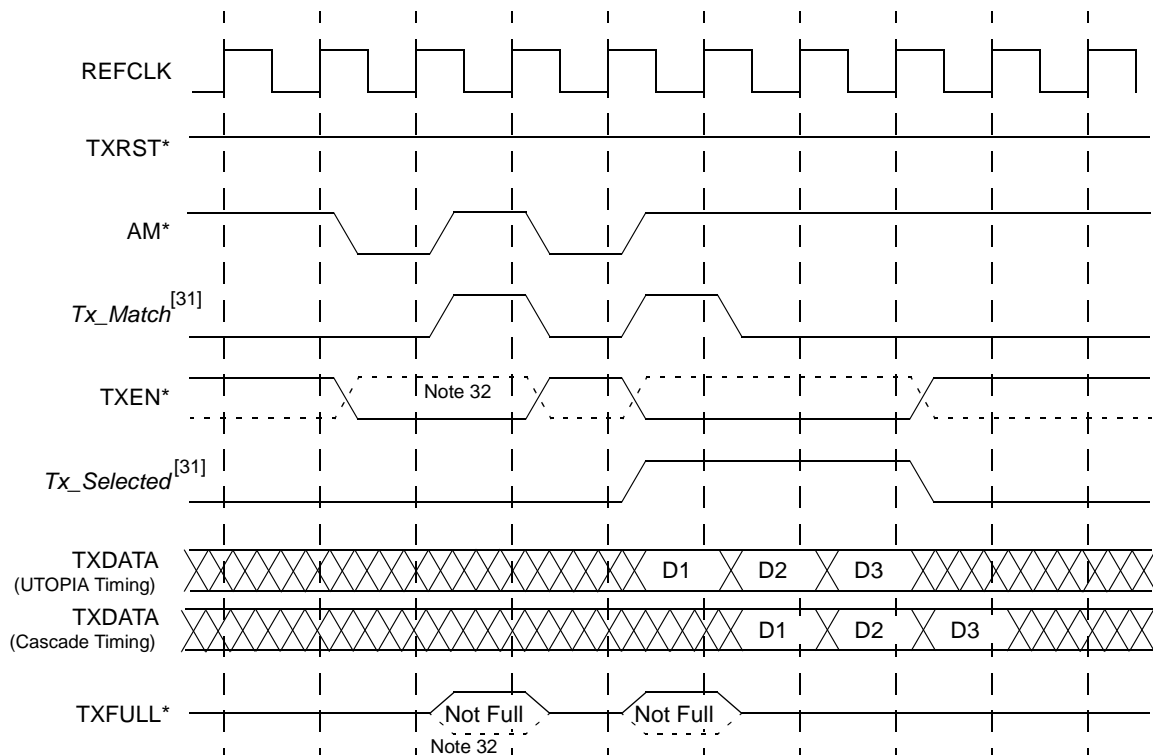 REFCLK
TXRST*
AM*
Tx_Match[31]
TXEN*
Note 32
Tx_Selected[31]
TXDATA
(UTOPIA Timing)
D1 D2 D3
TXDATA
(Cascade Timing)
D1 D2 D3
TXFULL*
Not Full Not Full
Note 32